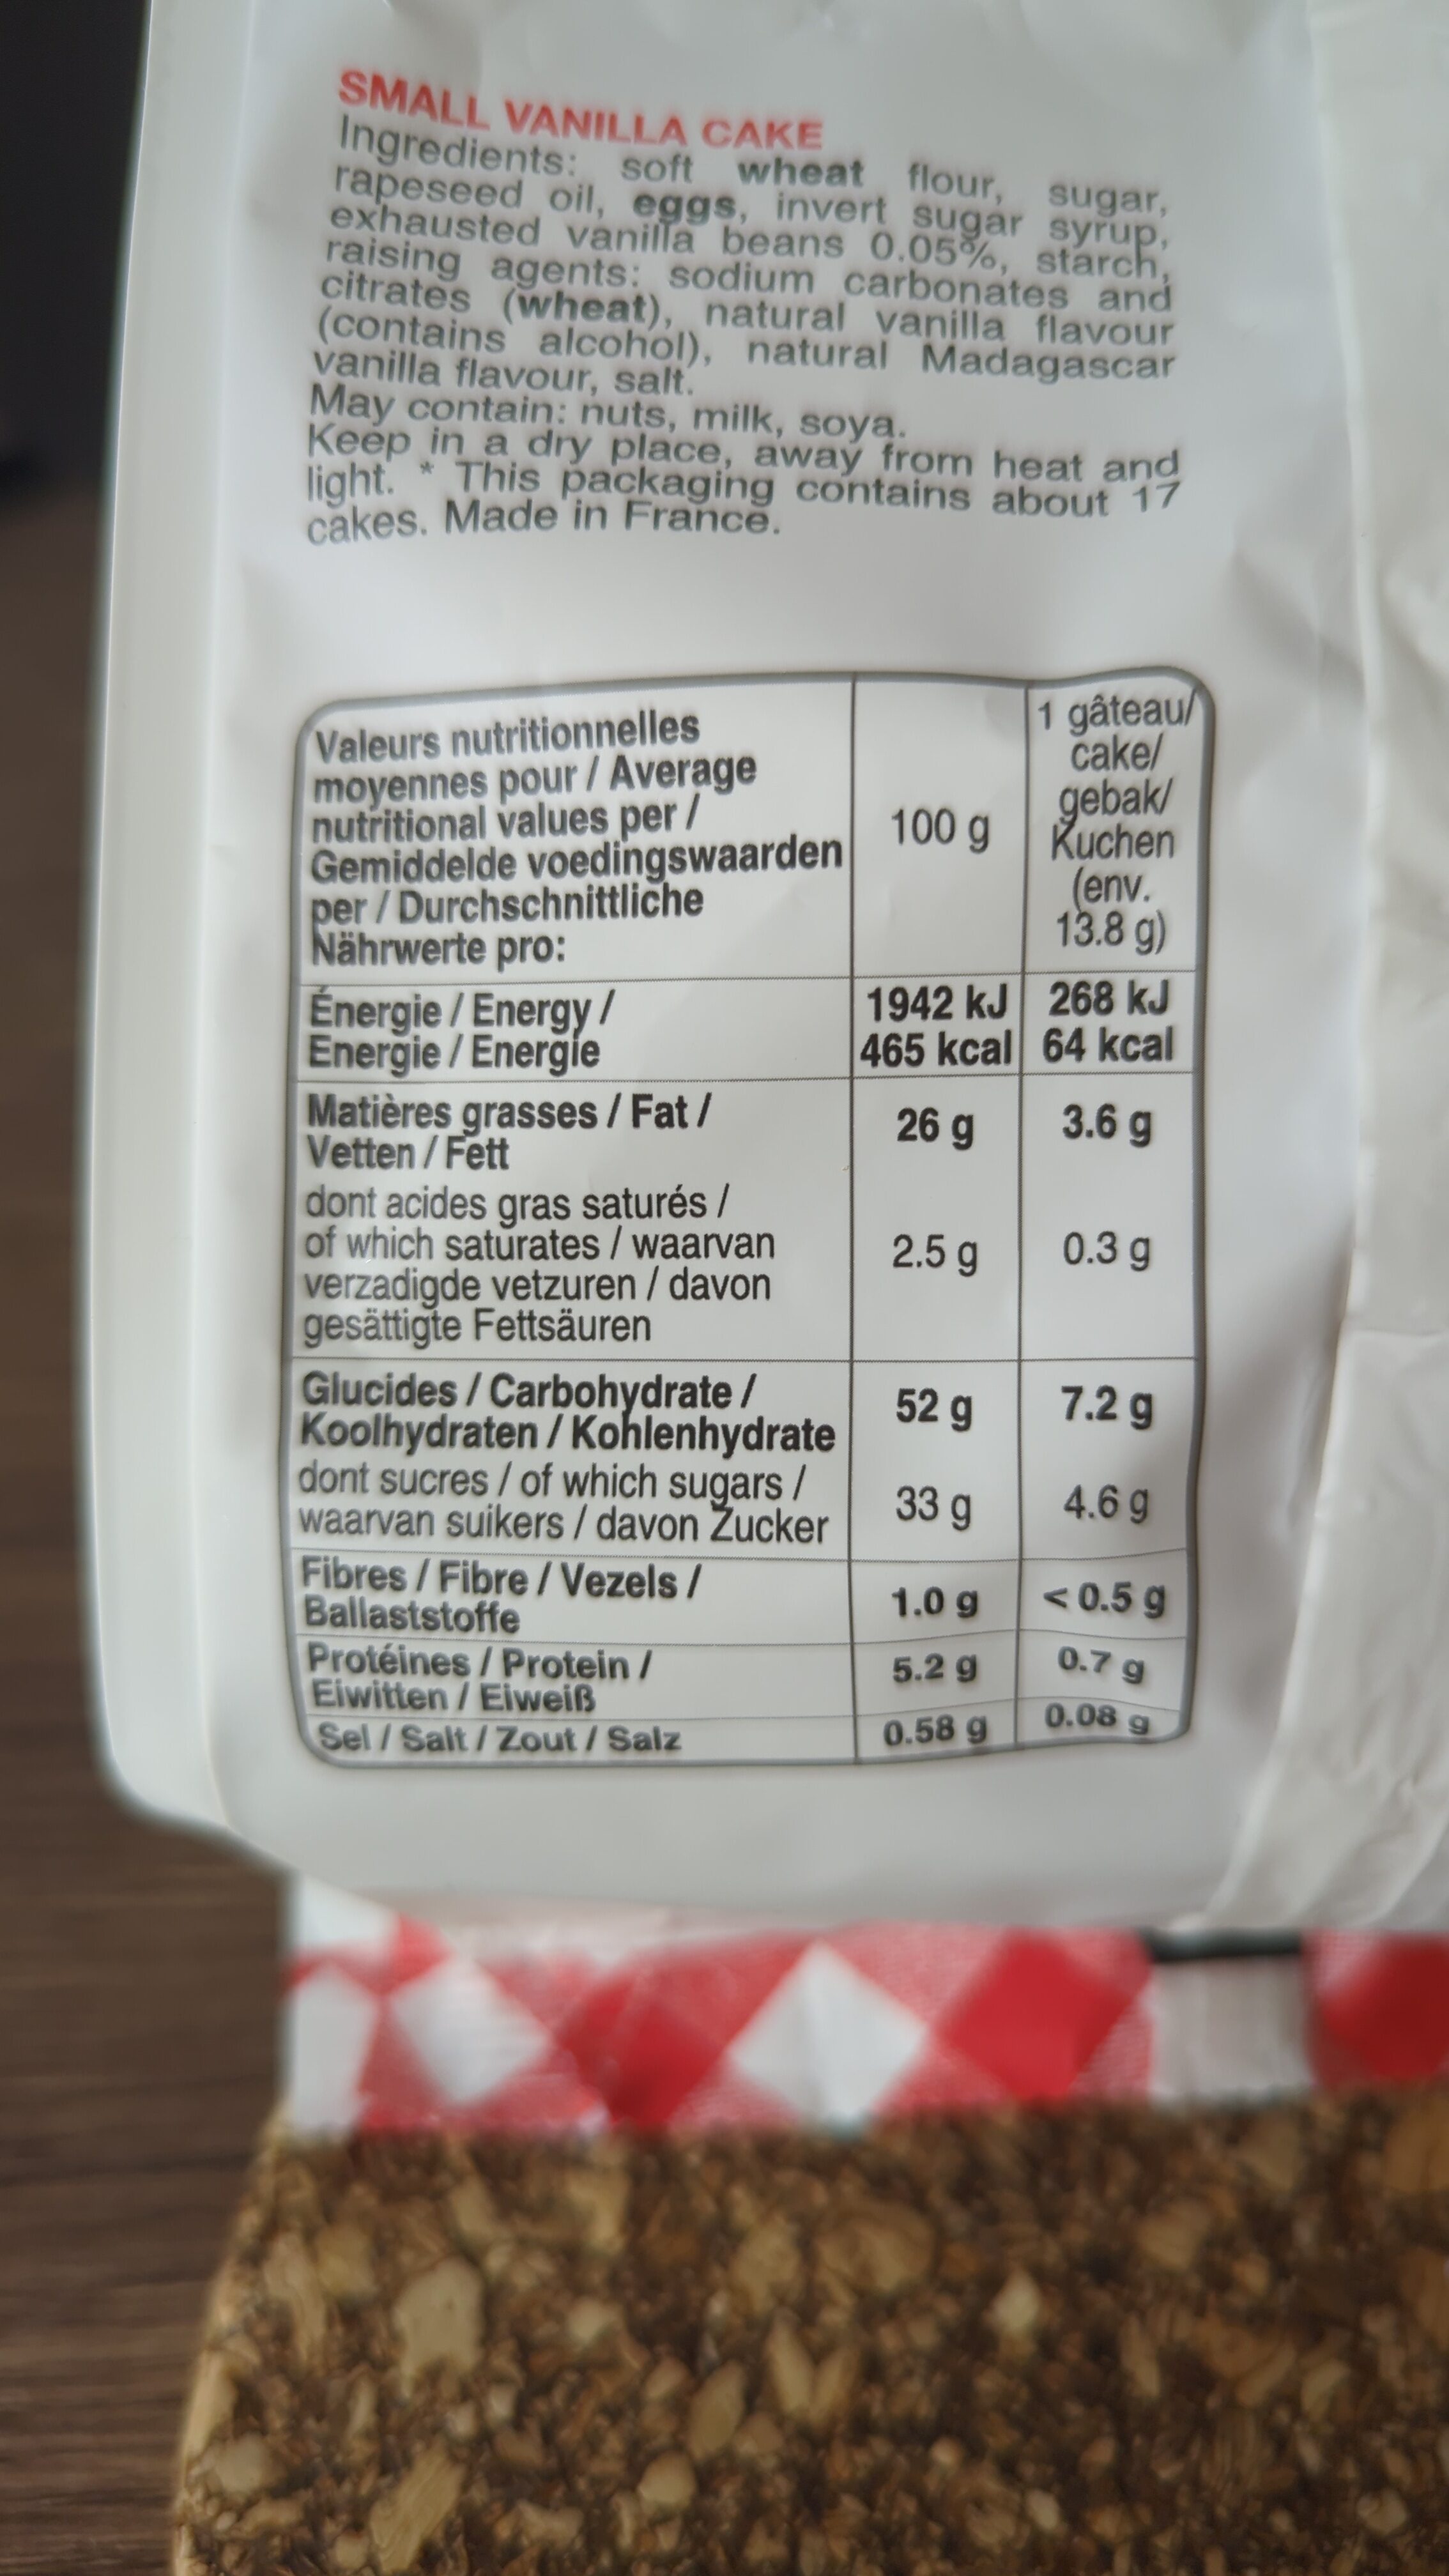 SMALL VANILLA CAKE
Ingredients: soft wheat flour, sugar,
rapeseed oil, eggs, invert sugar syrup,
exhausted vanilla beans 0.05%, starch,
raising agents: sodium carbonates and
citrates (wheat), natural vanilla flavour
(contains alcohol), natural Madagascar
vanilla flavour, salt.
May contain: nuts, milk, soya.
Keep in a dry place, away from heat and
light. * This packaging contains about 17
cakes. Made in France.
Valeurs nutritionnelles
moyennes pour / Average
nutritional values per /
Gemiddelde voedingswaarden
per / Durchschnittliche
Nährwerte pro:
100 g
1 gâteau/
cake/
gebak/
Kuchen
(env.
13.8 g)
Énergie / Energy /
Energie / Energie
1942 kJ 268 kJ
465 kcal 64 kcal
Matières grasses / Fat /
Vetten / Fett
26 g 3.6 g
dont acides gras saturés /
of which saturates / waarvan
verzadigde vetzuren / davon
gesättigte Fettsäuren
2.5 g 0.3 g
Glucides / Carbohydrate /
Koolhydraten / Kohlenhydrate
52 g 7.2 g
dont sucres / of which sugars /
waarvan suikers / davon Zucker
33 g 4.6 g
Fibres / Fibre / Vezels /
Ballaststoffe
1.0 g < 0.5 g
Protéines / Protein /
Eiwitten / Eiweiß
5.2 g 0.7 g
Sel / Salt / Zout / Salz 0.58 g 0.08 g